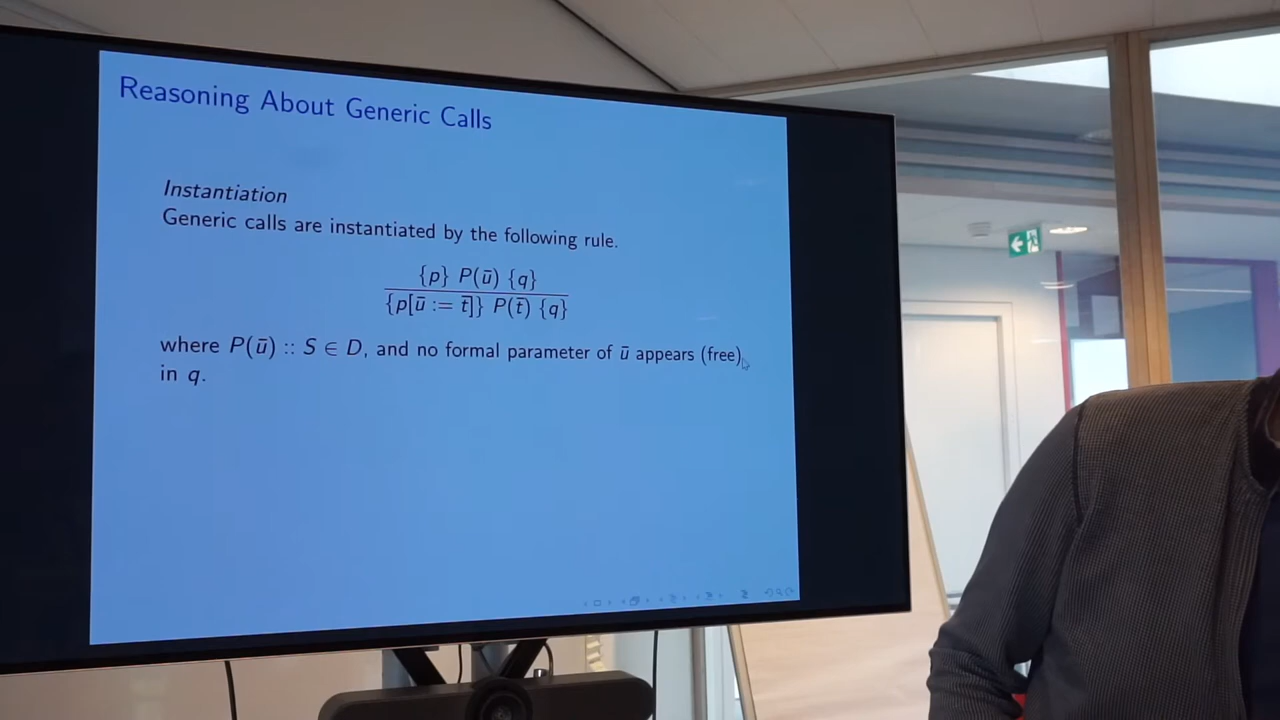 Reasoning About Generic Calls
Instantiation
Generic calls are instantiated by the following rule.
{p} P(ū) {q}
{p[ū := t̄]} P(t̄) {q}
where P(ū) :: S ∈ D, and no formal parameter of ū appears (free)
in q.